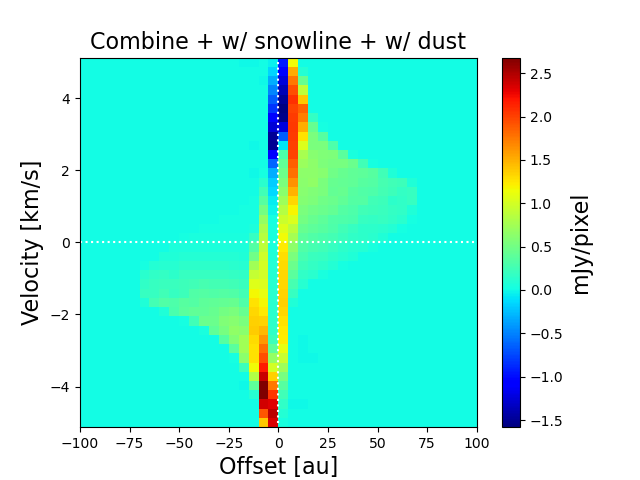 Combine + w/ snowline + w/ dust
4
2
0
−2
−4
Velocity [km/s]
−100 −75 −50 −25 0 25 50 75 100
Offset [au]
2.5
2.0
1.5
1.0
0.5
0.0
−0.5
−1.0
−1.5
mJy/pixel